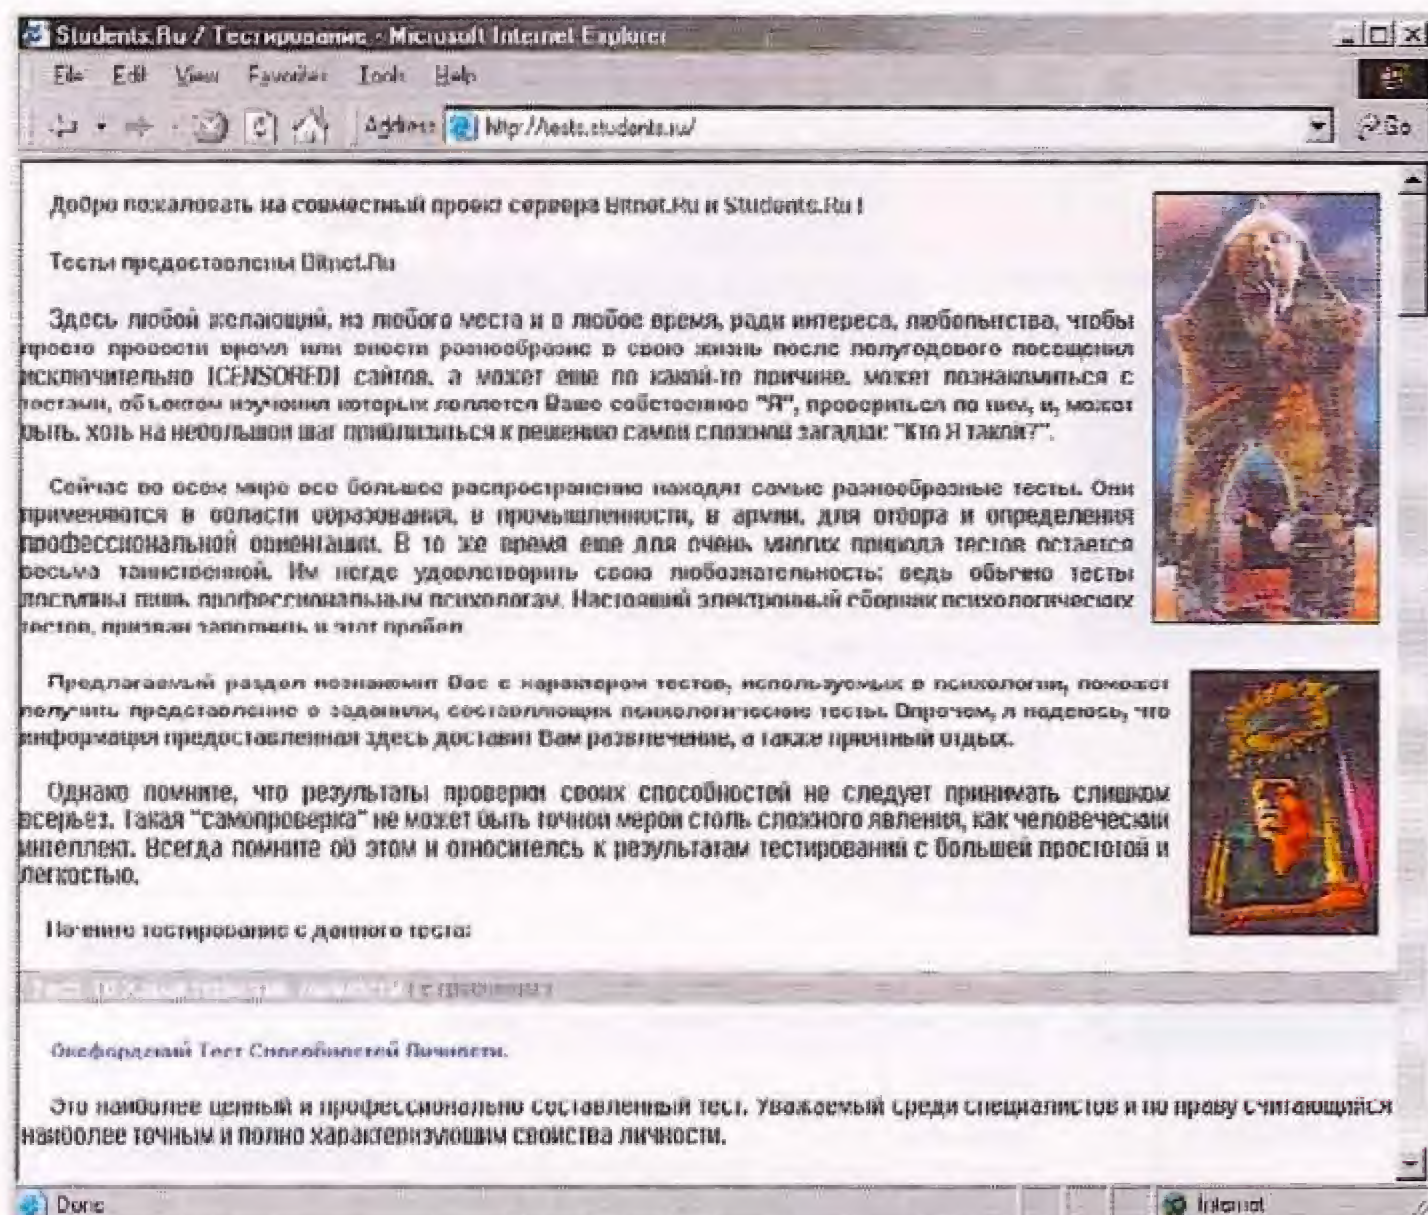 Students.Ru / Тестирование - Microsoft Internet Explorer
File Edit View Favorites Tools Help
Address http://tests.students.ru/ Go
Добро пожаловать на совместный проект сервера Bitnet.Ru и Students.Ru !
Тесты предоставлены Bitnet.Ru
Здесь любой желающий, из любого места и в любое время, ради интереса, любопытства, чтобы
просто провести время или внести разнообразие в свою жизнь после полугодового посещения
исключительно [CENSORED] сайтов, а может еще по какой-то причине, может познакомиться с
тестами, объектом изучения которых является Ваше собственное "Я", провериться по ним, и, может
быть, хоть на небольшой шаг приблизиться к решению самой сложной загадки: "Кто Я такой?".
Сейчас во всем мире все большее распространение находят самые разнообразные тесты. Они
применяются в области образования, в промышленности, в армии, для отбора и определения
профессиональной ориентации. В то же время еще для очень многих природа тестов остается
весьма таинственной. Им негде удовлетворить свою любознательность: ведь обычно тесты
доступны лишь профессиональным психологам. Настоящий электронный сборник психологических
тестов, призван заполнить и этот пробел
Предлагаемый раздел познакомит Вас с характером тестов, используемых в психологии, поможет
получить представление о заданиях, составляющих психологические тесты. Впрочем, я надеюсь, что
информация предоставленная здесь доставит Вам развлечение, а также приятный отдых.
Однако помните, что результаты проверки своих способностей не следует принимать слишком
всерьез. Такая "самопроверка" не может быть точной мерой столь сложного явления, как человеческий
интеллект. Всегда помните об этом и относителсь к результатам тестирований с большей простотой и
легкостью.
Начните тестирование с данного теста:
Оксфордский Тест Способностей Личности.
Это наиболее ценный и профессионально составленный тест. Уважаемый среди специалистов и по праву считающийся
наиболее точным и полно характеризующим свойства личности.
Done Internet